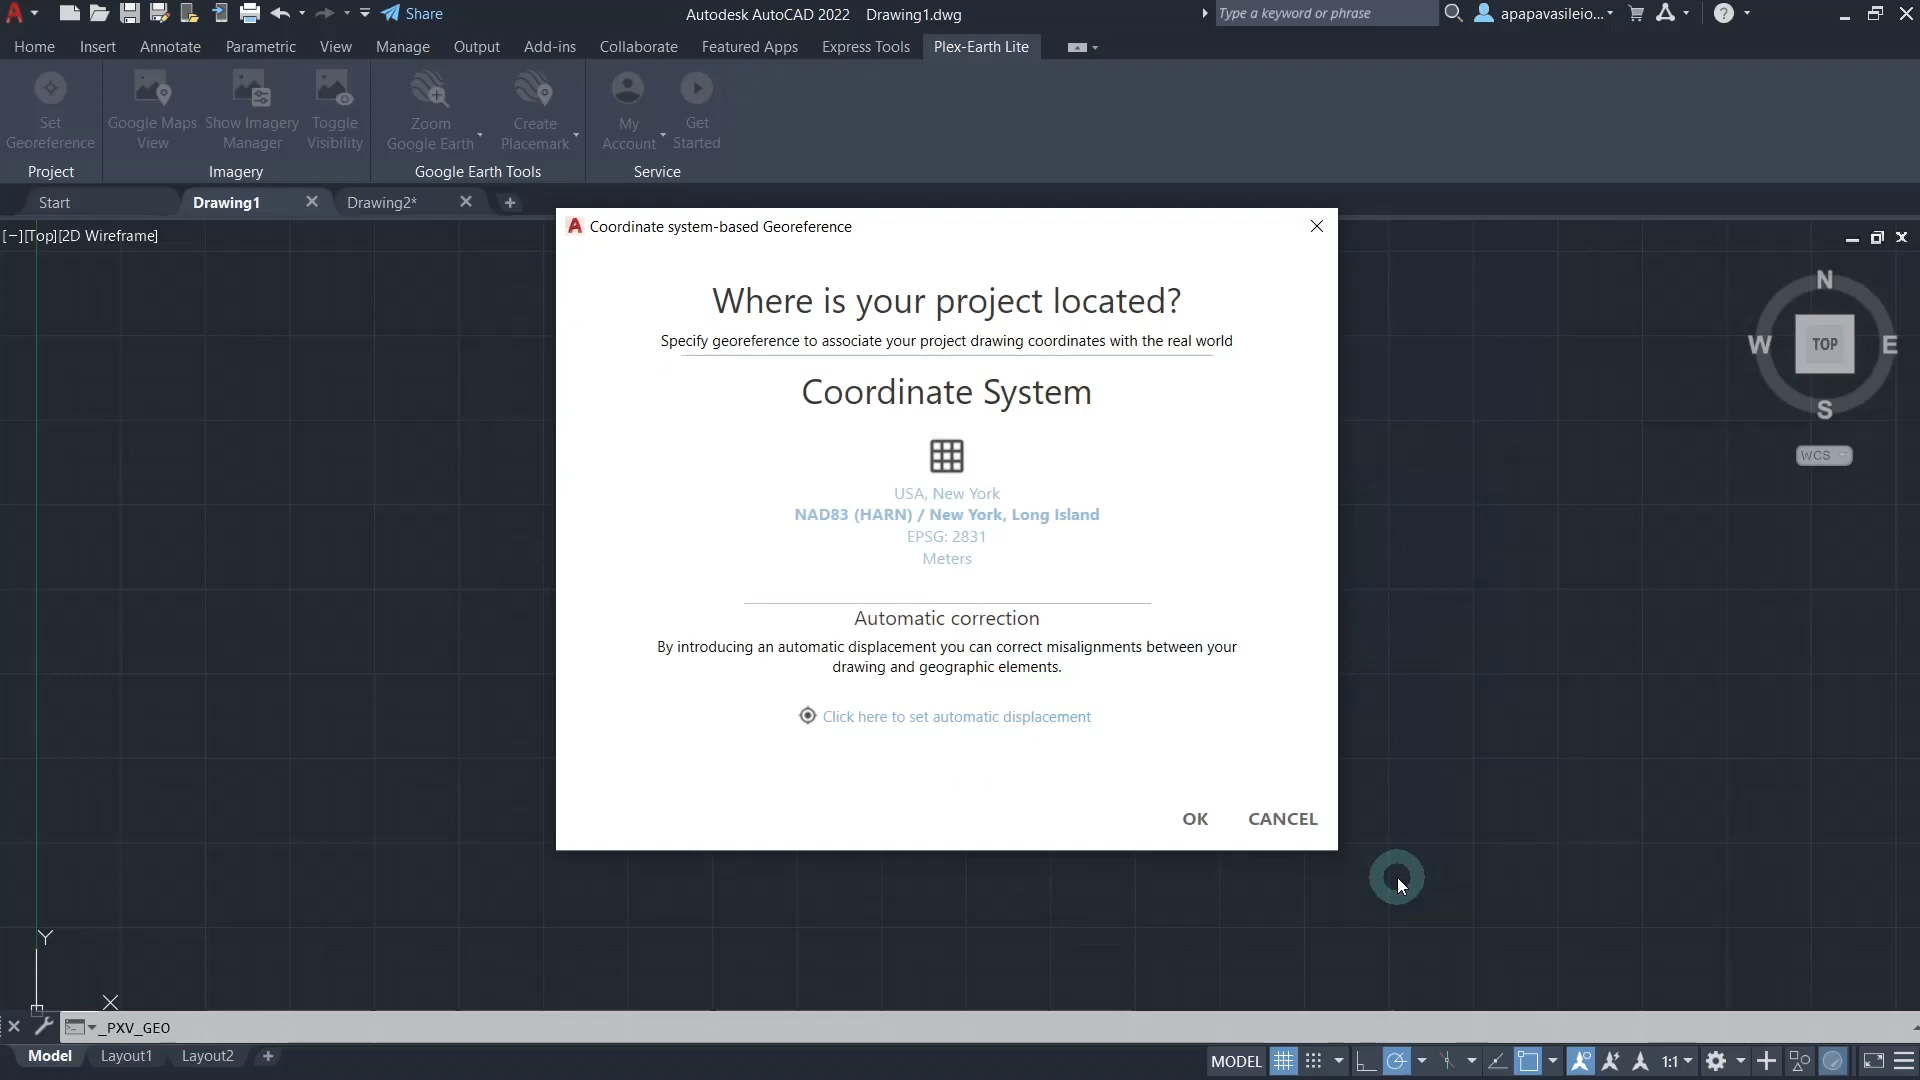 Share
Autodesk AutoCAD 2022 Drawing1.dwg
Type a keyword or phrase
apapavasileio...
Home Insert Annotate Parametric View Manage Output Add-ins Collaborate Featured Apps Express Tools Plex-Earth Lite
Set Georeference
Google Maps View
Show Imagery Manager
Toggle Visibility
Zoom Google Earth
Create Placemark
My Account
Get Started
Project Imagery Google Earth Tools Service
Start Drawing1 Drawing2*
[−][Top][2D Wireframe]
Coordinate system-based Georeference
Where is your project located?
Specify georeference to associate your project drawing coordinates with the real world
Coordinate System
USA, New York
NAD83 (HARN) / New York, Long Island
EPSG: 2831
Meters
Automatic correction
By introducing an automatic displacement you can correct misalignments between your
drawing and geographic elements.
Click here to set automatic displacement
OK CANCEL
N
W TOP E
S
WCS
Y
X
_PXV_GEO
Model Layout1 Layout2
MODEL 1:1